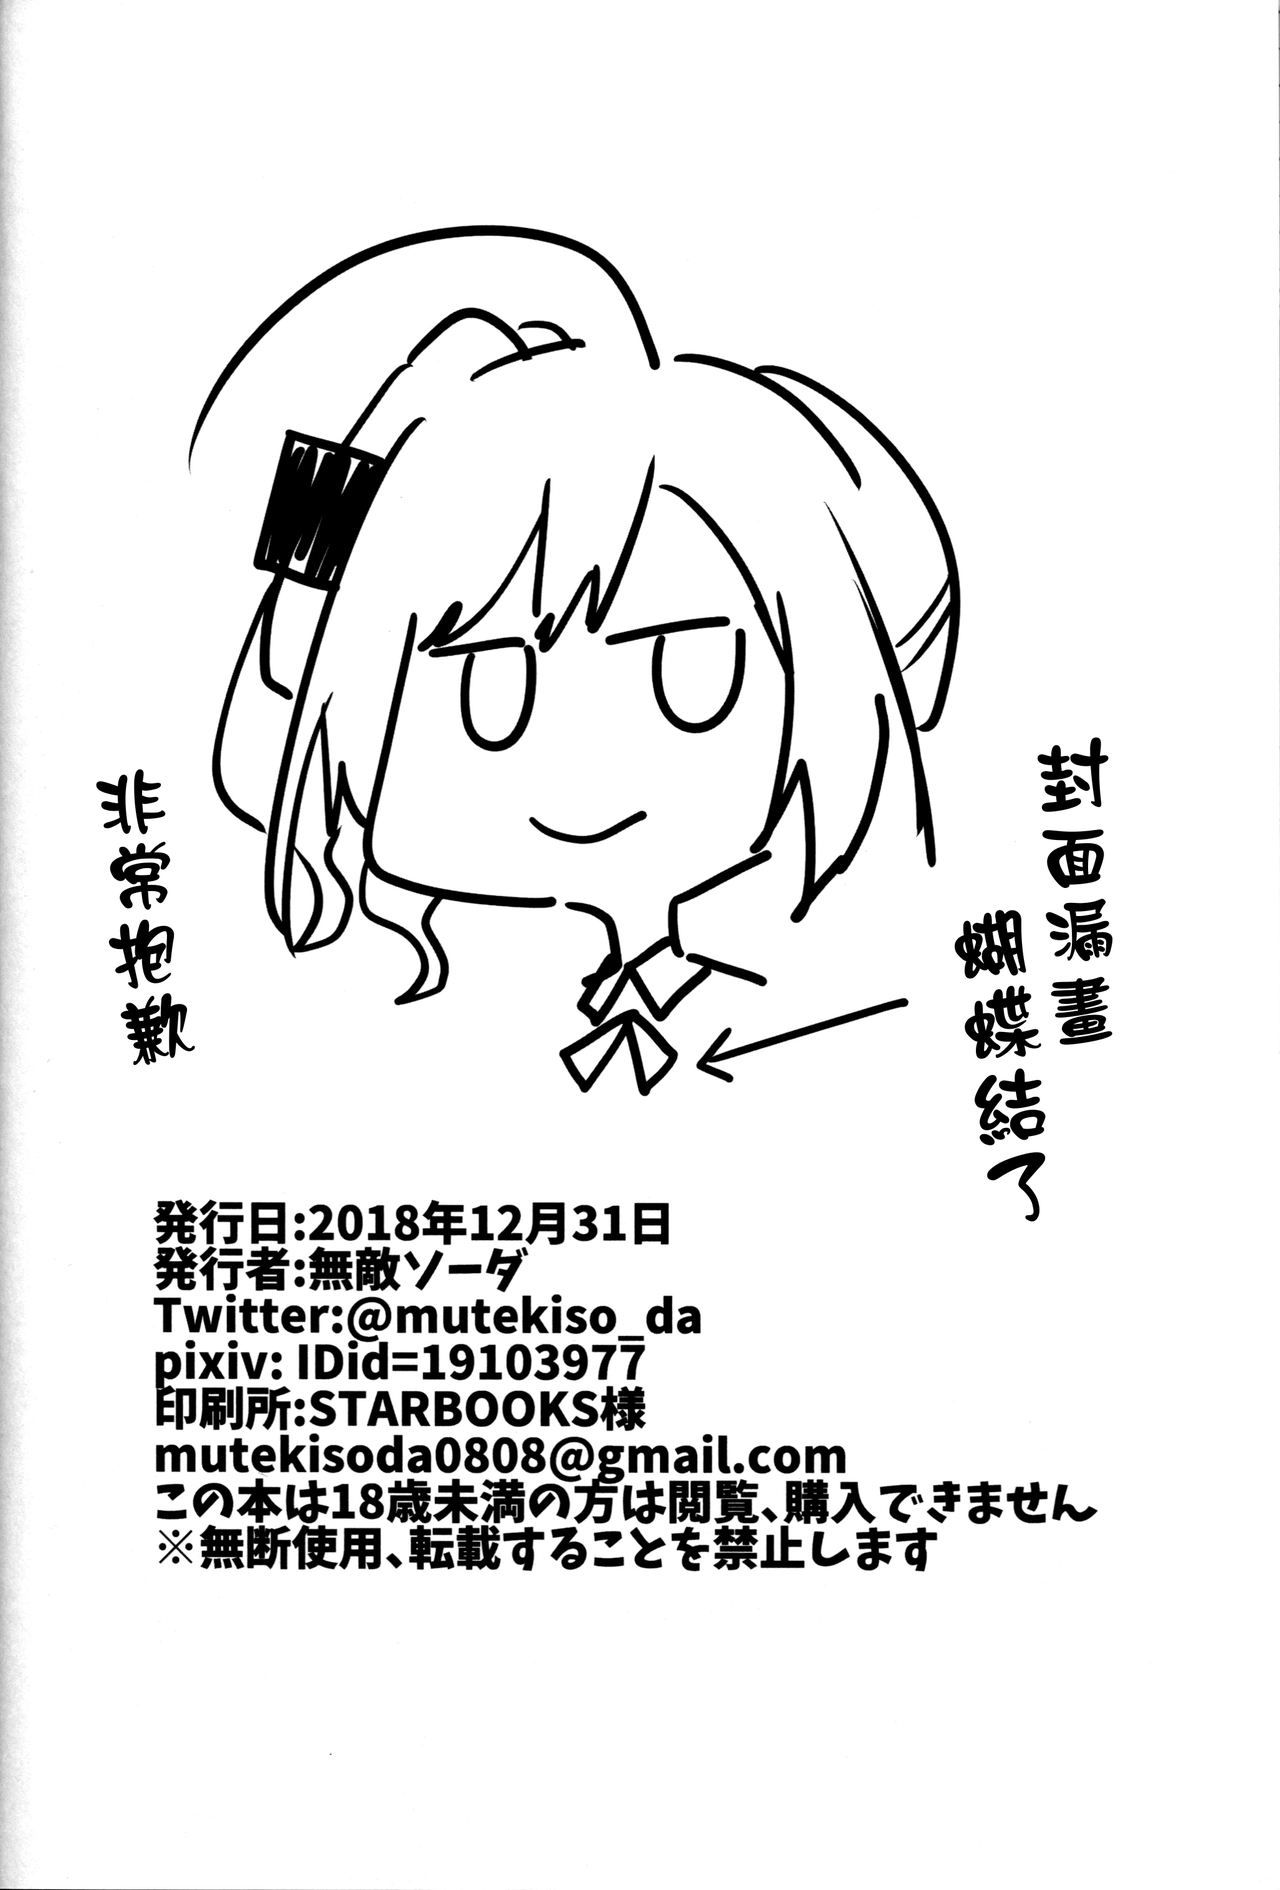 封面漏畫
蝴蝶結了
非常抱歉
発行日:2018年12月31日
発行者:無敵ソーダ
Twitter:@mutekiso_da
pixiv: IDid=19103977
印刷所:STARBOOKS様
mutekisoda0808@gmail.com
この本は18歳未満の方は閲覧､購入できません
※無断使用､転載することを禁止します